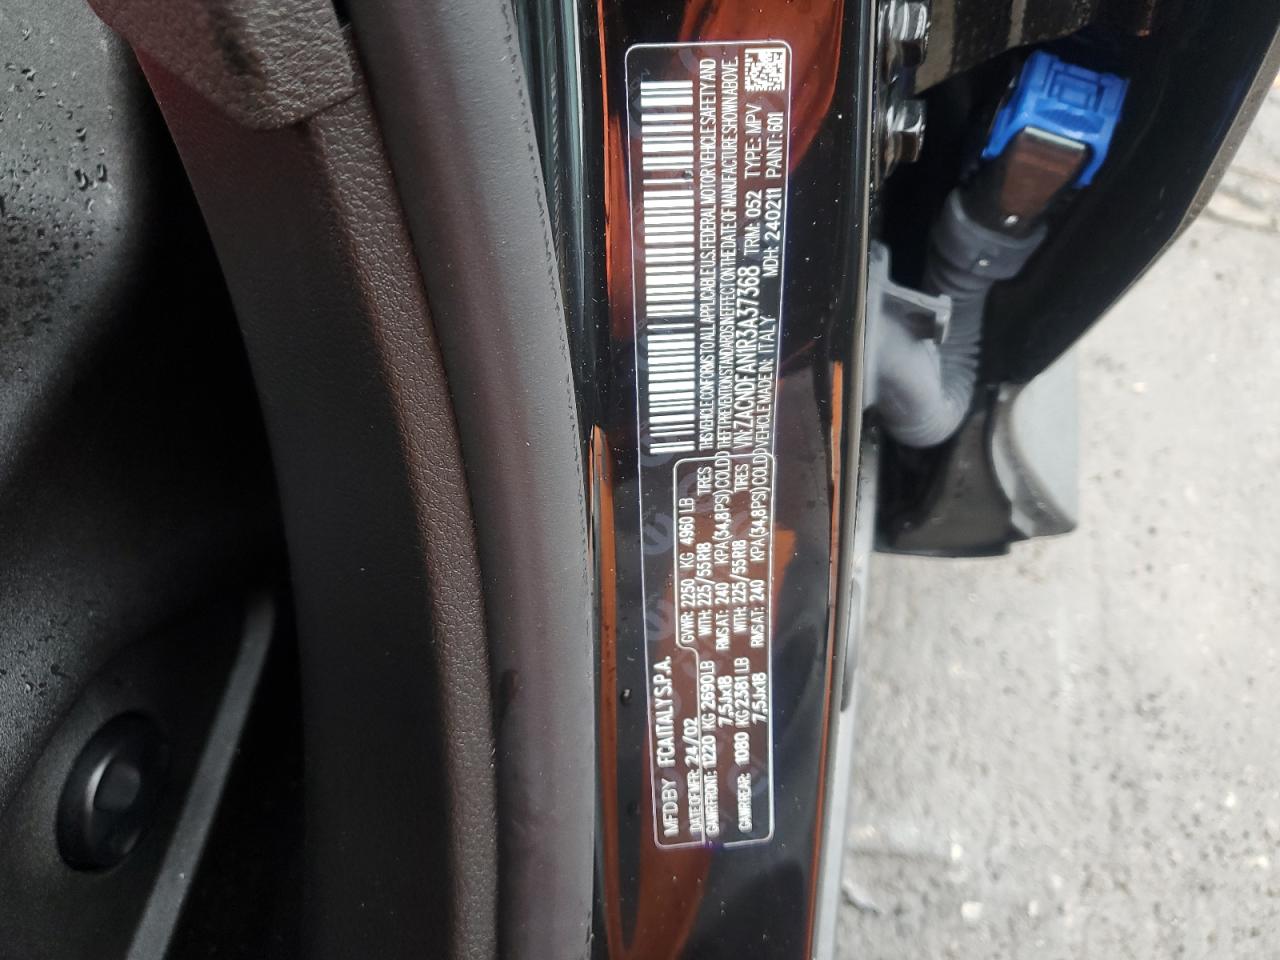 MFD BY FCA ITALY S.P.A.
DATE OF MFR: 24/02 GVWR: 2250 KG 4960 LB
GAWR FRONT: 1220 KG 2690 LB WITH: 225/55R18 TIRES
7,5Jx18 RIMS AT: 240 KPA(34,8PSI) COLD
GAWR REAR: 1080 KG 2381 LB WITH: 225/55R18 TIRES
7,5Jx18 RIMS AT: 240 KPA(34,8PSI) COLD
THIS VEHICLE CONFORMS TO ALL APPLICABLE U.S. FEDERAL MOTOR VEHICLE SAFETY AND
THEFT PREVENTION STANDARDS IN EFFECT ON THE DATE OF MANUFACTURE SHOWN ABOVE.
VIN: ZACNDFAN1R3A37368 TRIM: 052 TYPE: MPV
VEHICLE MADE IN: ITALY MDH: 240211 PAINT: 601